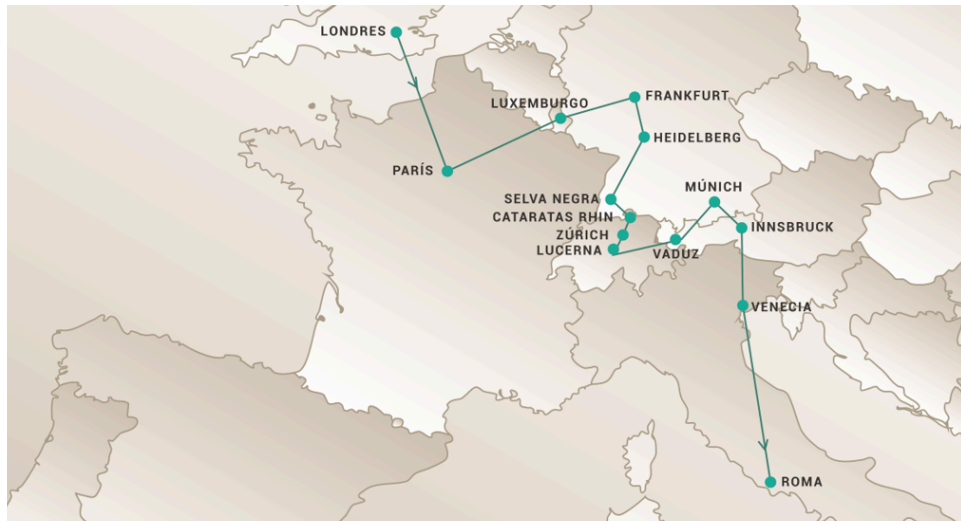 LONDRES
FRANKFURT
LUXEMBURGO
HEIDELBERG
PARÍS
MÚNICH
SELVA NEGRA
CATARATAS RHIN
INNSBRUCK
ZÚRICH
LUCERNA
VADUZ
VENECIA
ROMA